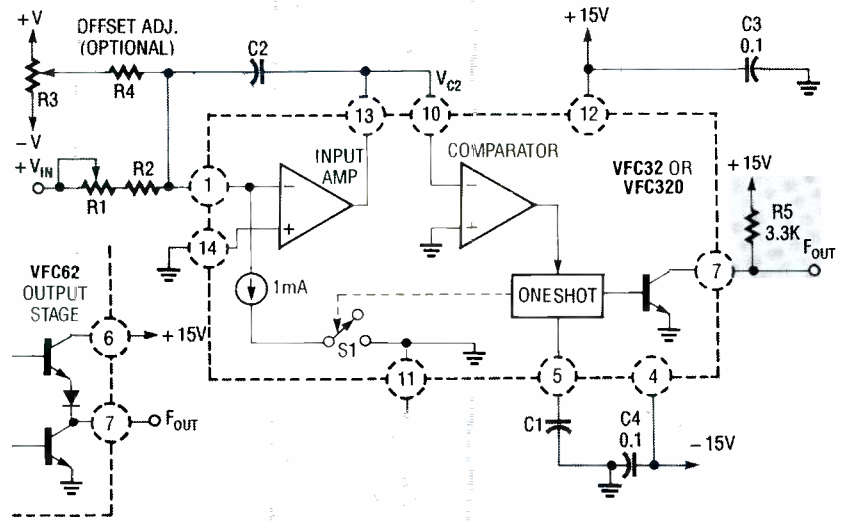 +V
OFFSET ADJ.
(OPTIONAL)
R3
R4
C2
-V
+VIN
R1
R2
VC2
+15V
C3
0.1
13
10
12
INPUT
AMP
COMPARATOR
VFC32 OR
VFC320
1
14
-
+
-
+
+15V
R5
3.3K
FOUT
7
1mA
ONESHOT
S1
VFC62
OUTPUT
STAGE
6
+15V
7
FOUT
11
5
4
C1
C4
0.1
-15V